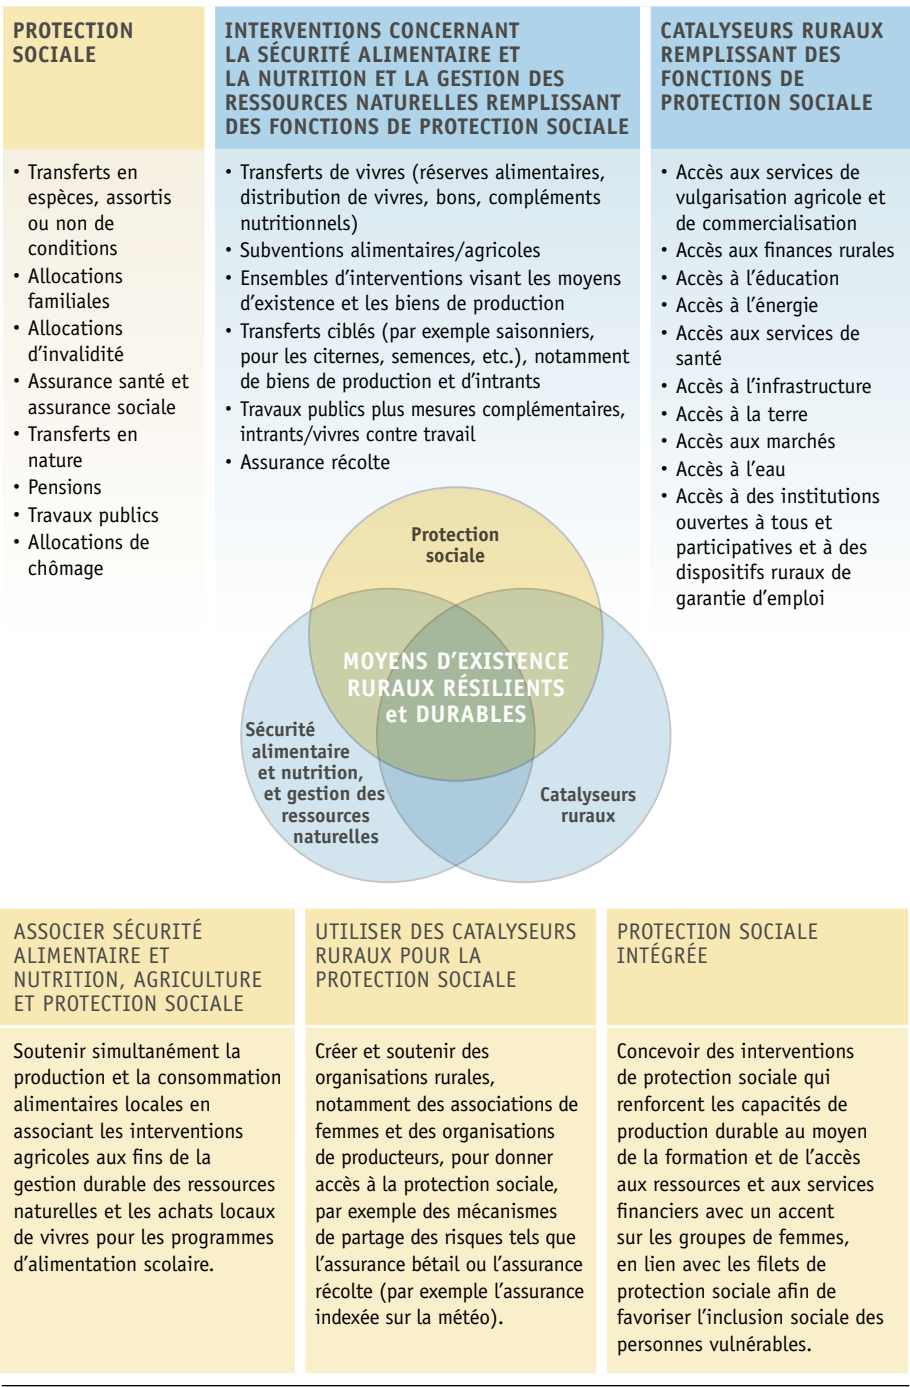 PROTECTION
SOCIALE
• Transferts en
espèces, assortis
ou non de
conditions
• Allocations
familiales
• Allocations
d’invalidité
• Assurance santé et
assurance sociale
• Transferts en
nature
• Pensions
• Travaux publics
• Allocations de
chômage
INTERVENTIONS CONCERNANT
LA SÉCURITÉ ALIMENTAIRE ET
LA NUTRITION ET LA GESTION DES
RESSOURCES NATURELLES REMPLISSANT
DES FONCTIONS DE PROTECTION SOCIALE
• Transferts de vivres (réserves alimentaires,
distribution de vivres, bons, compléments
nutritionnels)
• Subventions alimentaires/agricoles
• Ensembles d’interventions visant les moyens
d’existence et les biens de production
• Transferts ciblés (par exemple saisonniers,
pour les citernes, semences, etc.), notamment
de biens de production et d’intrants
• Travaux publics plus mesures complémentaires,
intrants/vivres contre travail
• Assurance récolte
CATALYSEURS RURAUX
REMPLISSANT DES
FONCTIONS DE
PROTECTION SOCIALE
• Accès aux services de
vulgarisation agricole et
de commercialisation
• Accès aux finances rurales
• Accès à l’éducation
• Accès à l’énergie
• Accès aux services de
santé
• Accès à l’infrastructure
• Accès à la terre
• Accès aux marchés
• Accès à l’eau
• Accès à des institutions
ouvertes à tous et
participatives et à des
dispositifs ruraux de
garantie d’emploi
Protection
sociale
MOYENS D’EXISTENCE
RURAUX RÉSILIENTS
et DURABLES
Sécurité
alimentaire
et nutrition,
et gestion des
ressources
naturelles
Catalyseurs
ruraux
ASSOCIER SÉCURITÉ
ALIMENTAIRE ET
NUTRITION, AGRICULTURE
ET PROTECTION SOCIALE
Soutenir simultanément la
production et la consommation
alimentaires locales en
associant les interventions
agricoles aux fins de la
gestion durable des ressources
naturelles et les achats locaux
de vivres pour les programmes
d’alimentation scolaire.
UTILISER DES CATALYSEURS
RURAUX POUR LA
PROTECTION SOCIALE
Créer et soutenir des
organisations rurales,
notamment des associations de
femmes et des organisations
de producteurs, pour donner
accès à la protection sociale,
par exemple des mécanismes
de partage des risques tels que
l’assurance bétail ou l’assurance
récolte (par exemple l’assurance
indexée sur la météo).
PROTECTION SOCIALE
INTÉGRÉE
Concevoir des interventions
de protection sociale qui
renforcent les capacités de
production durable au moyen
de la formation et de l’accès
aux ressources et aux services
financiers avec un accent
sur les groupes de femmes,
en lien avec les filets de
protection sociale afin de
favoriser l’inclusion sociale des
personnes vulnérables.